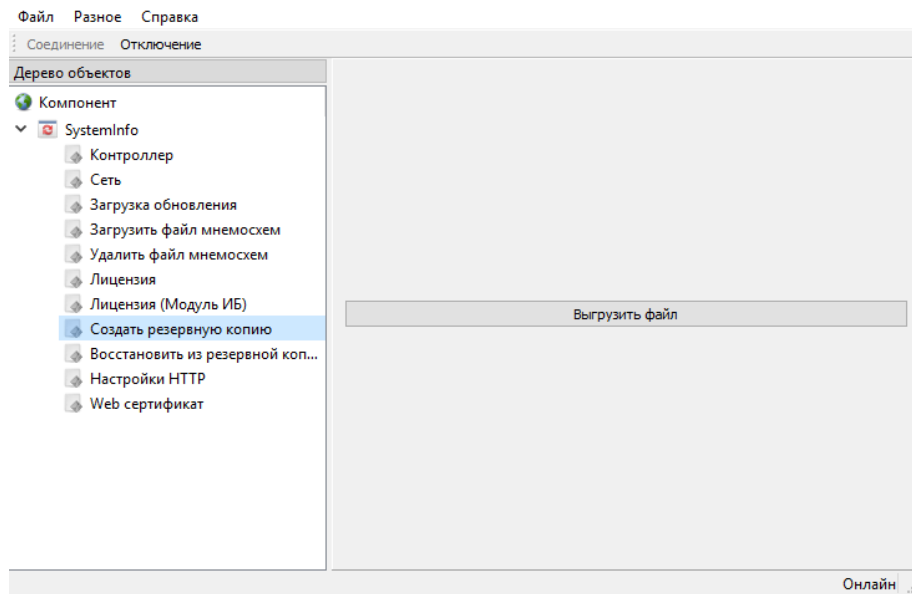 Файл Разное Справка
Соединение Отключение
Дерево объектов
Компонент
SystemInfo
Контроллер
Сеть
Загрузка обновления
Загрузить файл мнемосхем
Удалить файл мнемосхем
Лицензия
Лицензия (Модуль ИБ)
Создать резервную копию
Восстановить из резервной коп...
Настройки HTTP
Web сертификат
Выгрузить файл
Онлайн